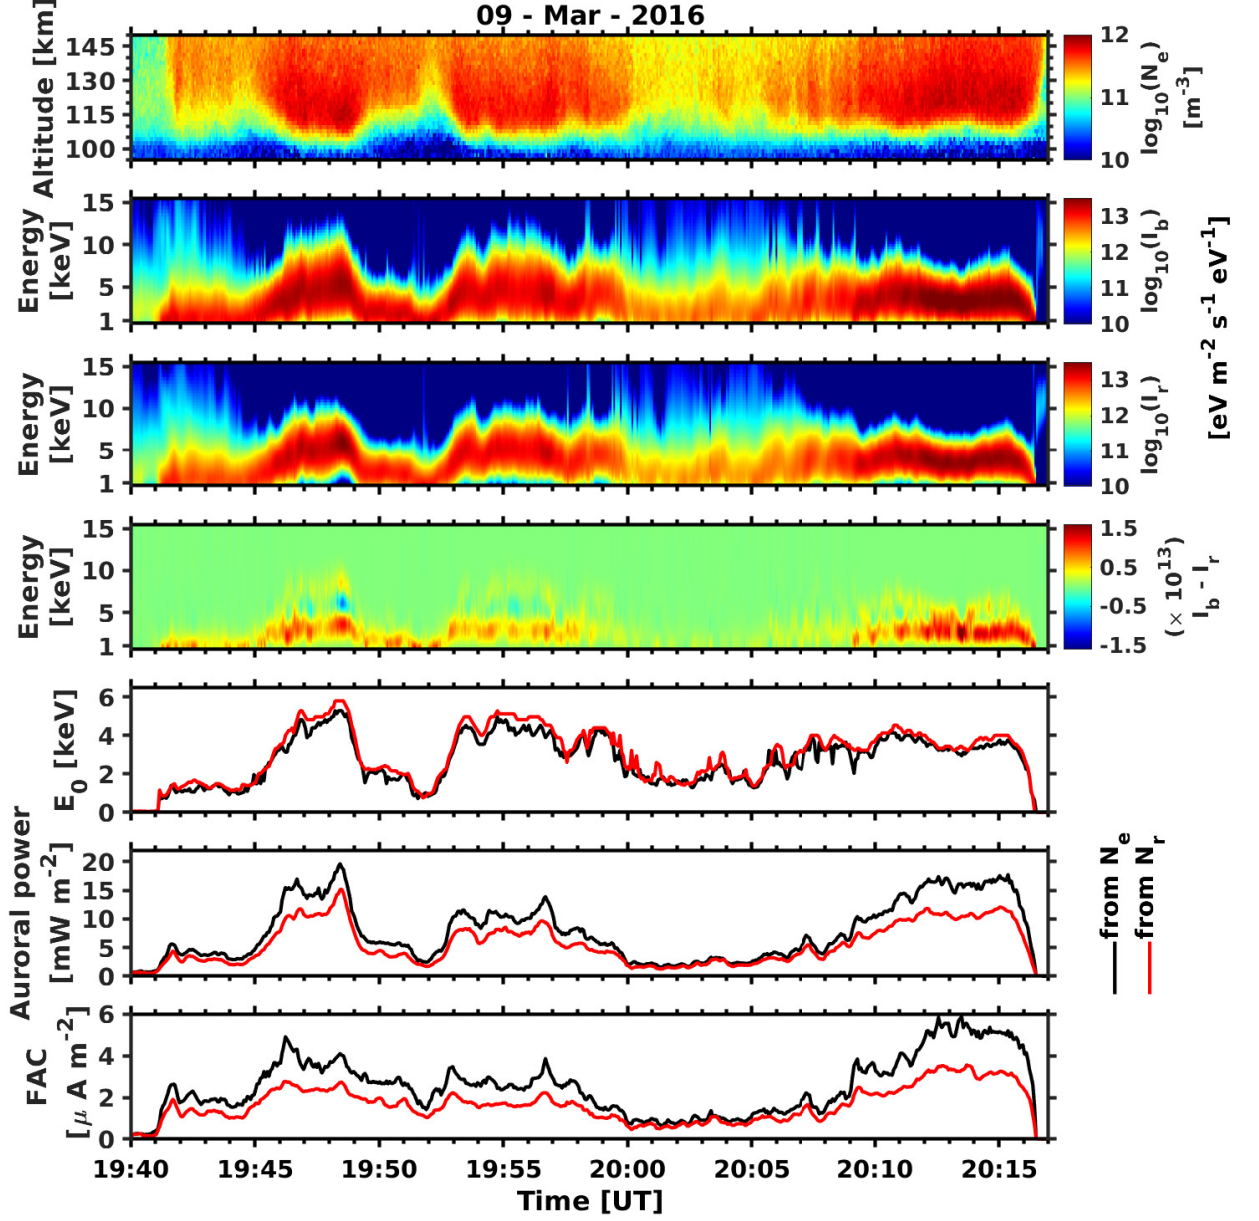 09 - Mar - 2016
Altitude [km]
145
130
115
100
12
11
10
log10(Ne)
[m-3]
Energy
[keV]
15
10
5
1
13
12
11
10
log10(Ib)
Energy
[keV]
15
10
5
1
13
12
11
10
log10(Ir)
[eV m-2 s-1 eV-1]
Energy
[keV]
15
10
5
1
1.5
0.5
-0.5
-1.5
(× 10^13)
Ib - Ir
E0 [keV]
6
4
2
0
Auroral power
[mW m-2]
20
15
10
5
0
from Ne
from Nr
FAC
[μ A m-2]
6
4
2
0
19:40 19:45 19:50 19:55 20:00 20:05 20:10 20:15
Time [UT]